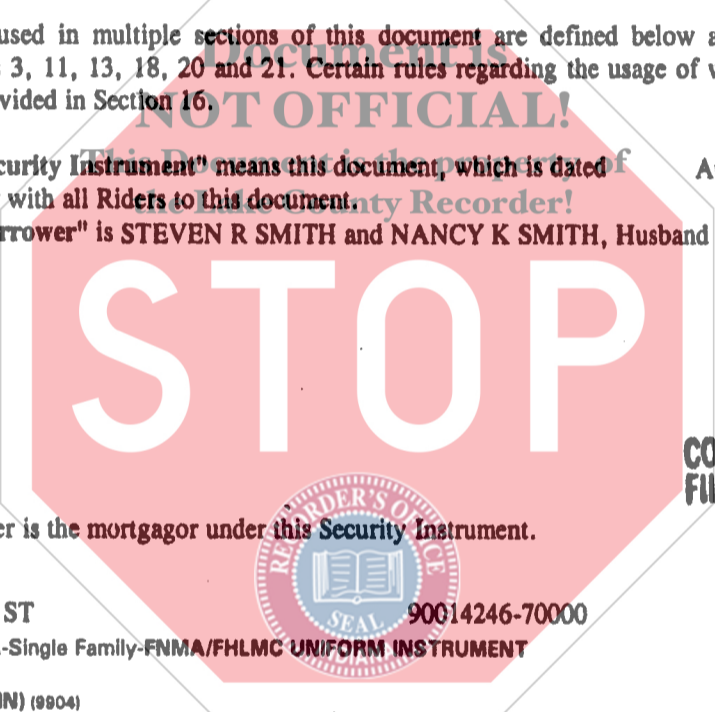 used in multiple sections of this document are defined below a
3, 11, 13, 18, 20 and 21. Certain rules regarding the usage of
vided in Section 16.
Document is
NOT OFFICIAL!
This Document is the property of
the Lake County Recorder!
curity Instrument" means this document, which is dated A
with all Riders to this document.
rrower" is STEVEN R SMITH and NANCY K SMITH, Husband
STOP
CO
FII
er is the mortgagor under this Security Instrument.
RECORDER'S OFFICE
SEAL
INDIANA
ST 90014246-70000
-Single Family-FNMA/FHLMC UNIFORM INSTRUMENT
IN) (9904)